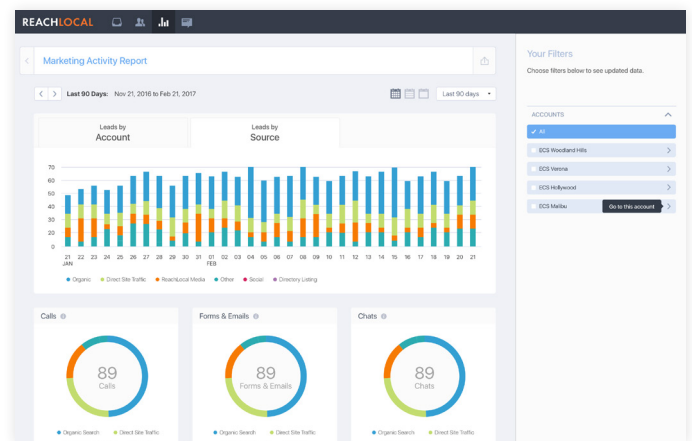 REACHLOCAL
Marketing Activity Report
Last 90 Days: Nov 21, 2016 to Feb 21, 2017
Last 90 days
Leads by
Account
Leads by
Source
70
60
50
40
30
20
0
21 22 23 24 25 26 27 28 29 30 31 01 02 03 04 05 06 07 08 09 10 11 12 13 14 15 16 17 18 19 20 21
JAN FEB
Organic Direct Site Traffic ReachLocal Media Other Social Directory Listing
Calls
89
Calls
Organic Search Direct Site Traffic
Forms & Emails
89
Forms & Emails
Organic Search Direct Site Traffic
Chats
89
Chats
Organic Search Direct Site Traffic
Your Filters
Choose filters below to see updated data.
ACCOUNTS
All
ECS Woodland Hills
ECS Verona
ECS Hollywood
ECS Malibu
Go to this account